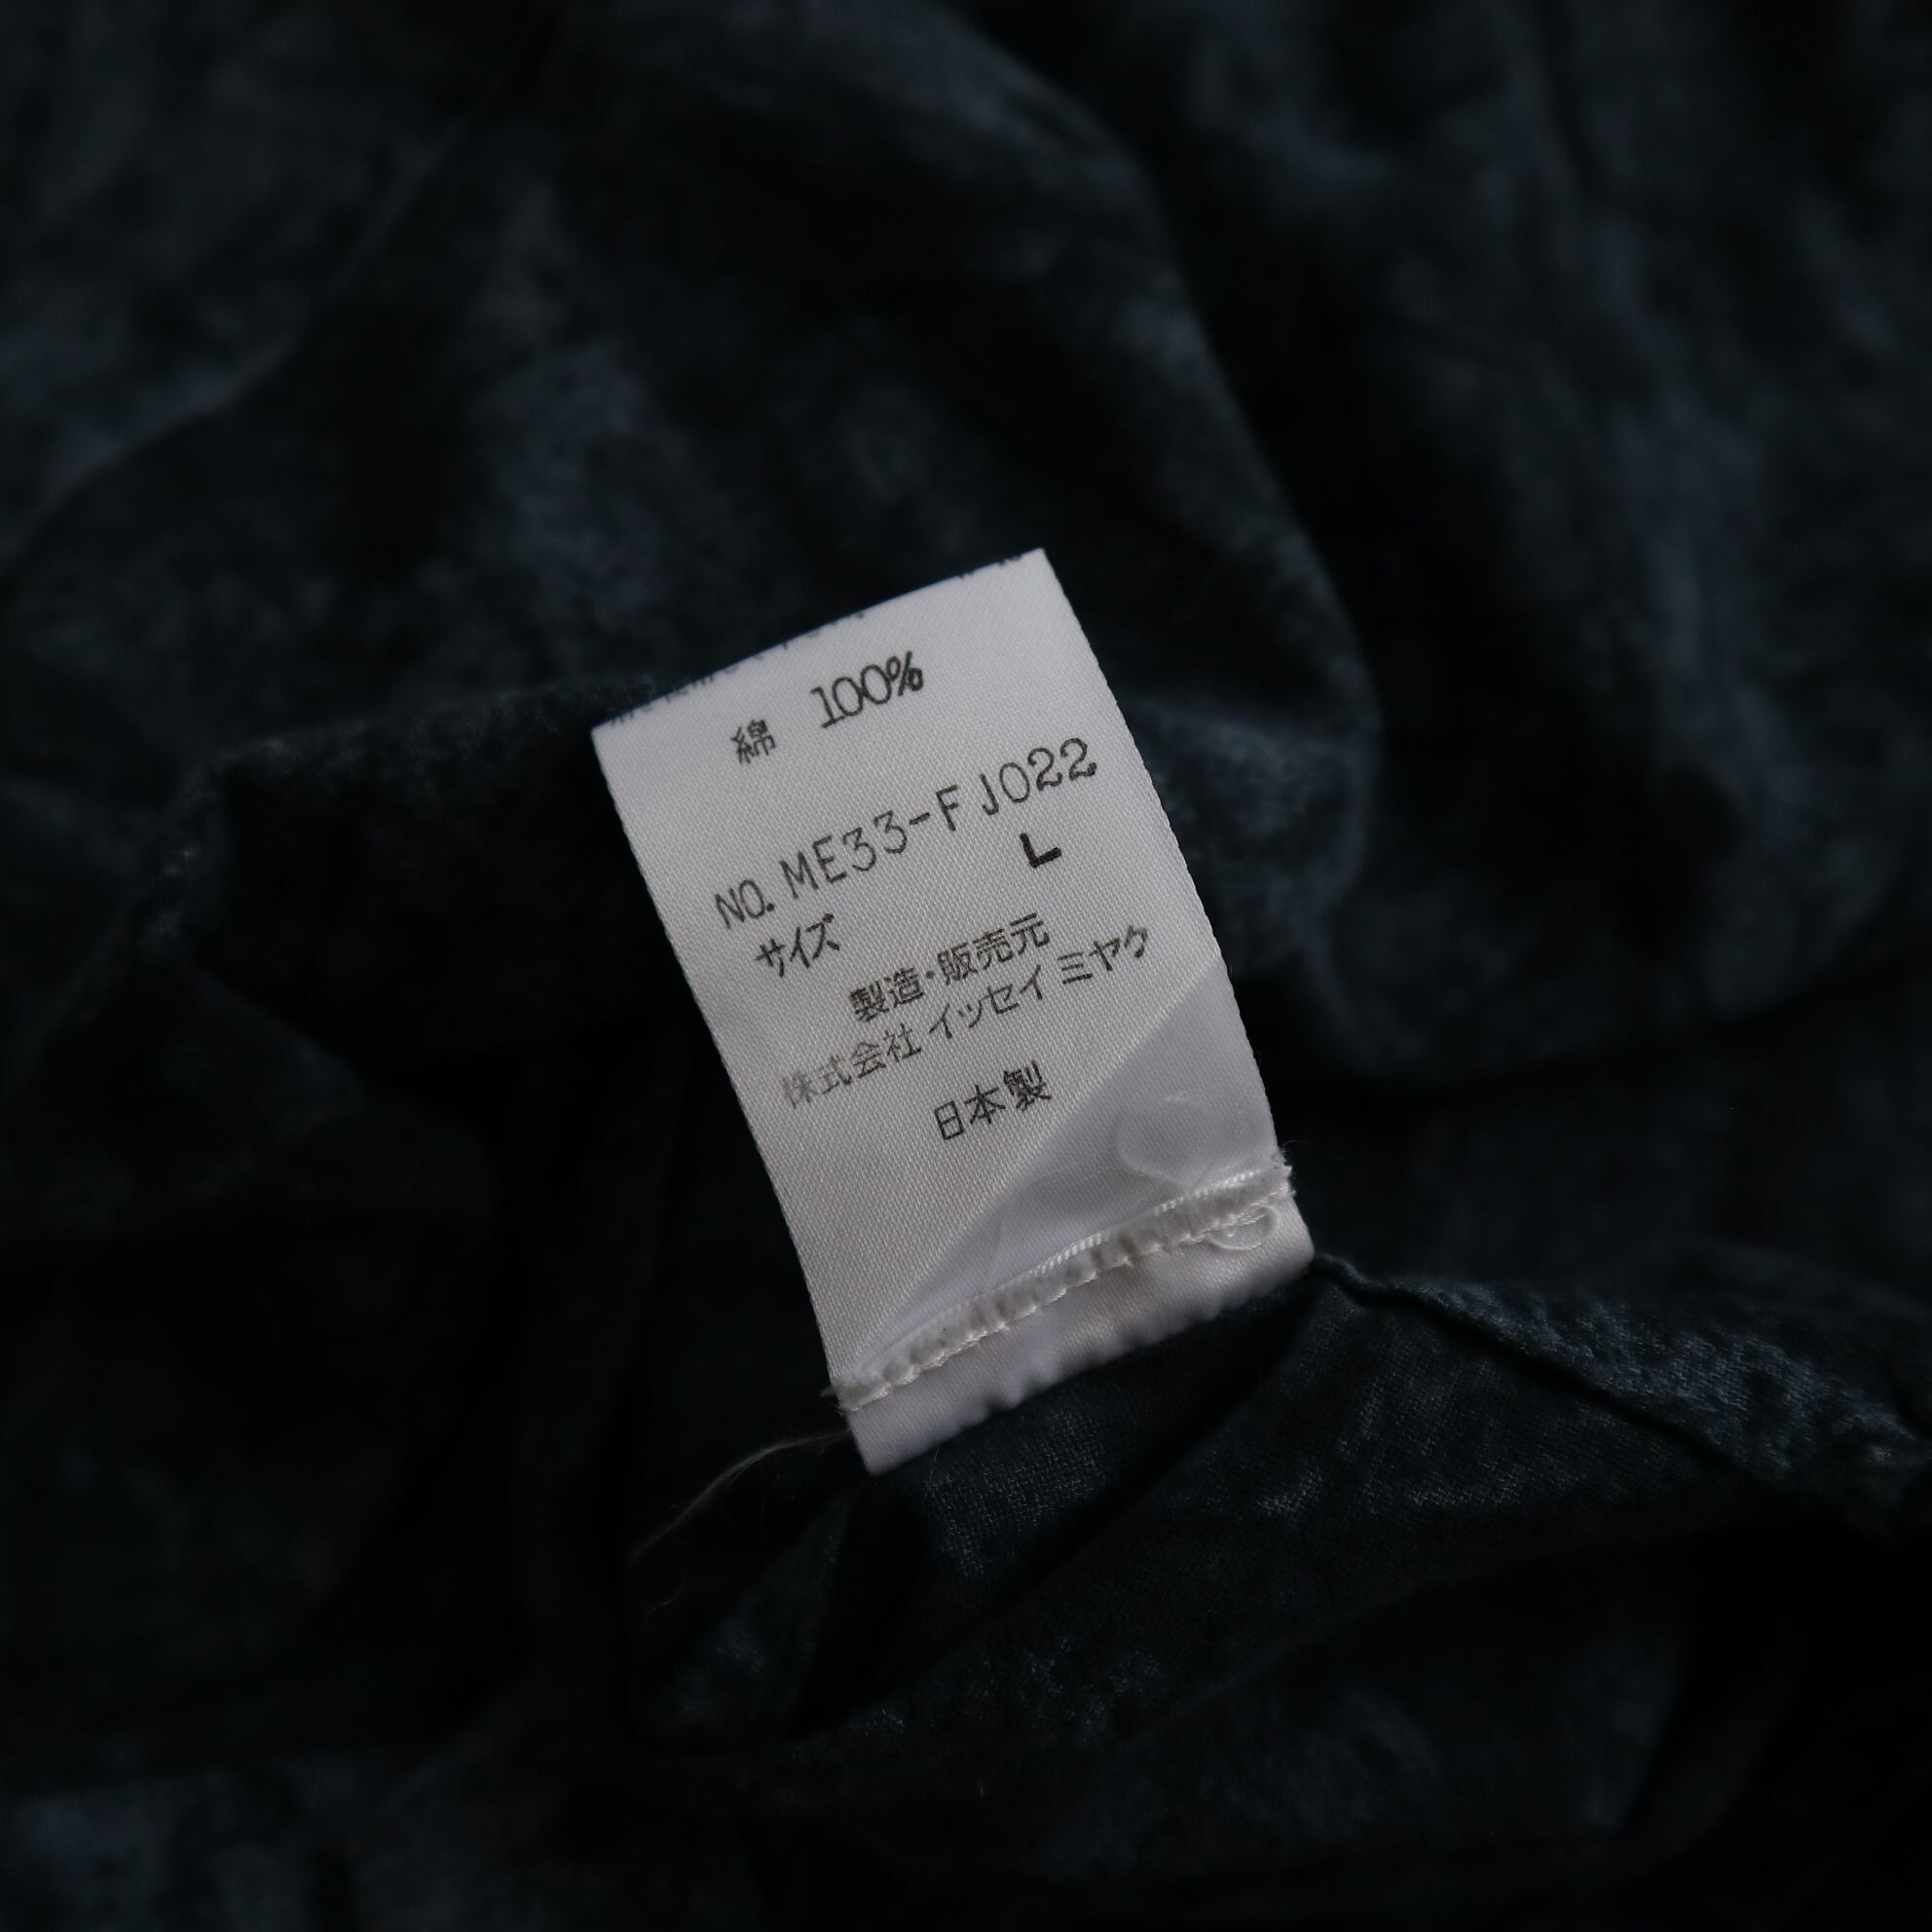 綿 100%
NO. ME33-FJ022
サイズ L
製造・販売元
株式会社 イッセイ ミヤケ
日本製